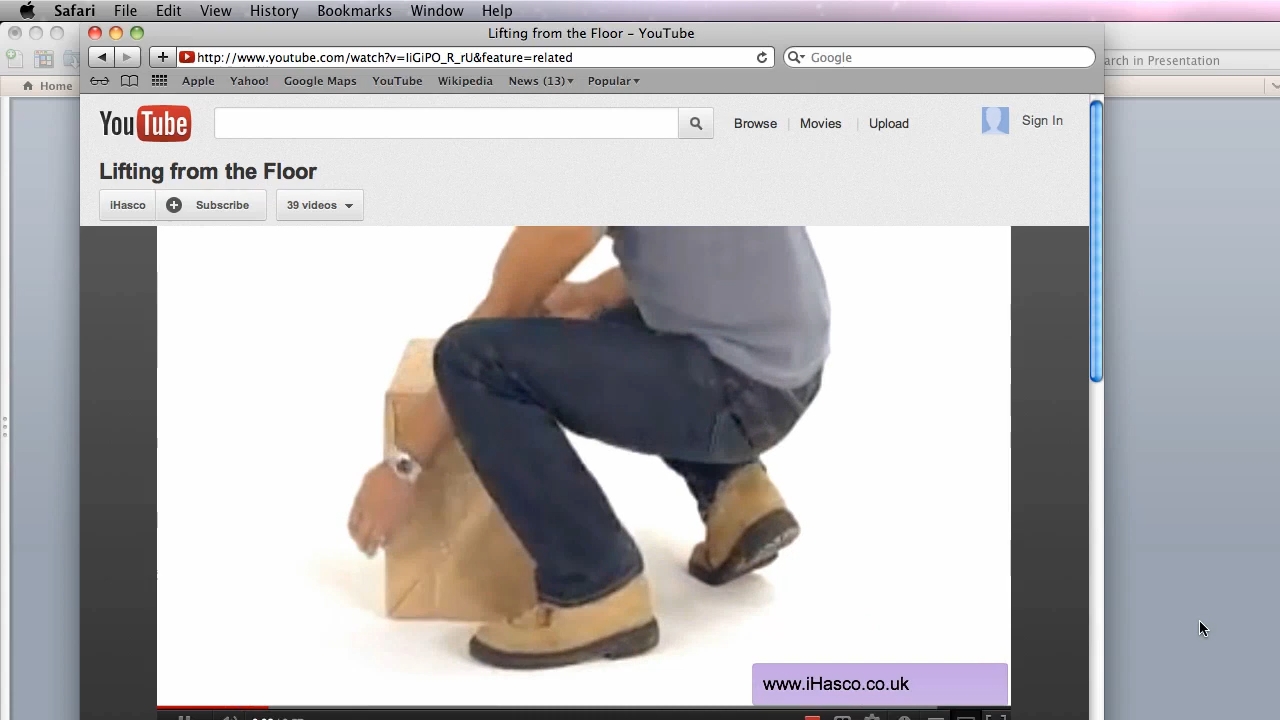 Safari File Edit View History Bookmarks Window Help
Lifting from the Floor – YouTube
http://www.youtube.com/watch?v=IiGiPO_R_rU&feature=related
Google
arch in Presentation
Apple Yahoo! Google Maps YouTube Wikipedia News (13) Popular
Home
YouTube
Browse Movies Upload Sign In
Lifting from the Floor
iHasco Subscribe 39 videos
www.iHasco.co.uk